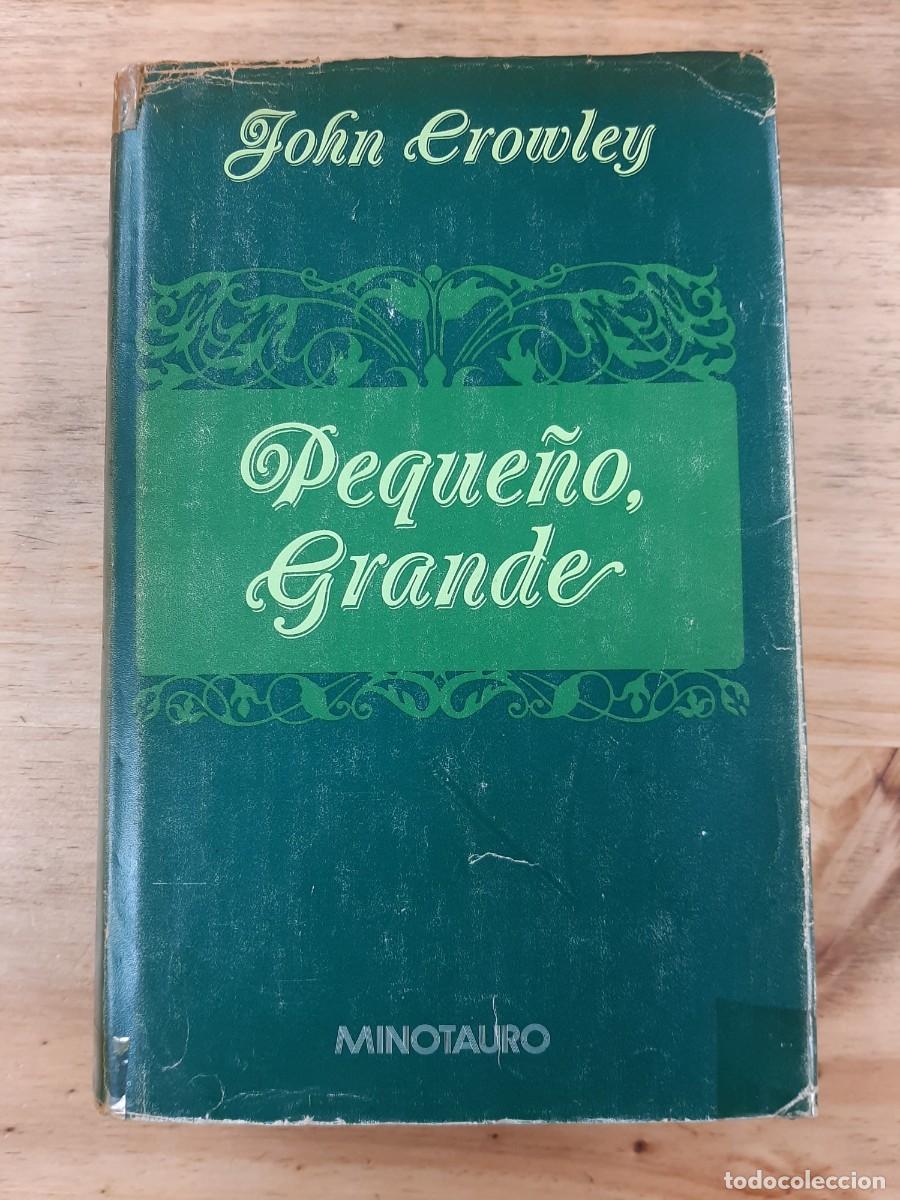 John Crowley
Pequeño,
Grande
MINOTAURO
todocoleccion